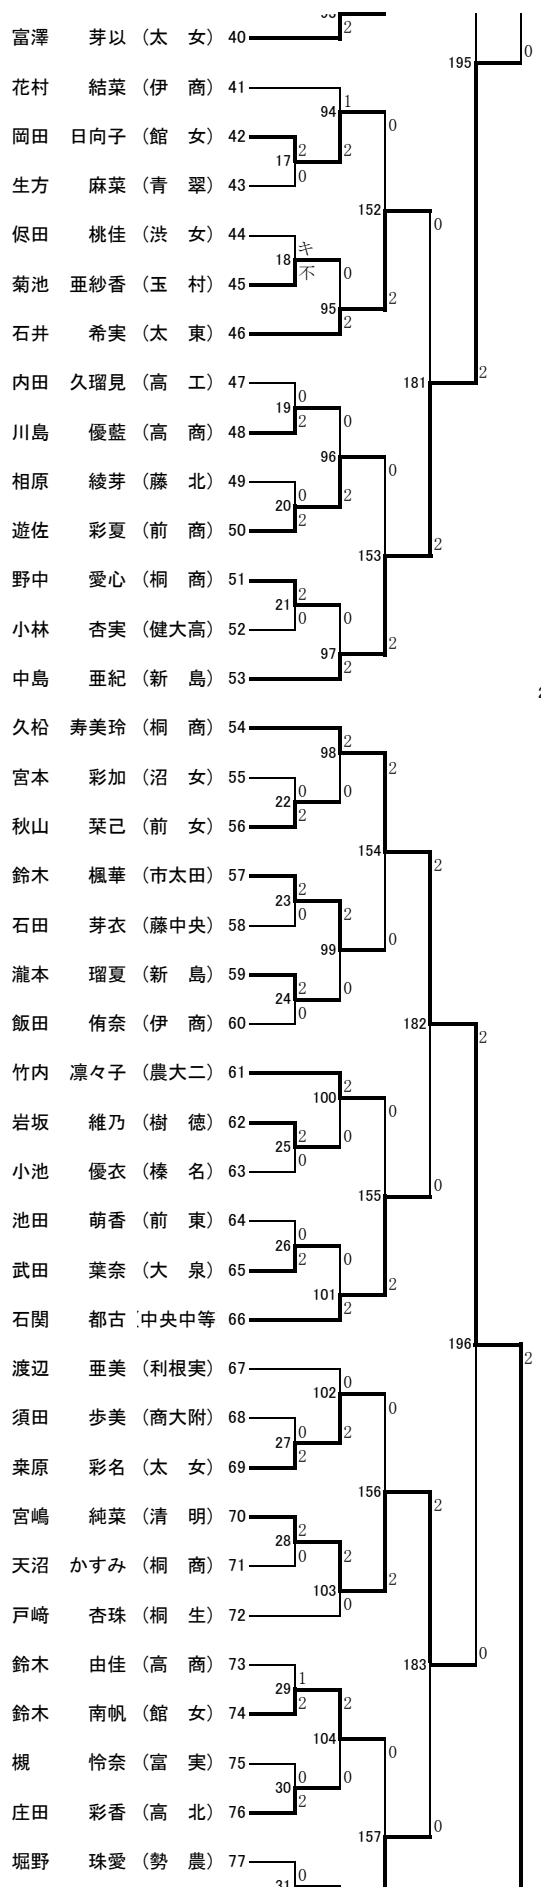 富澤 芽以 (太 女) 40 2 0
195
花村 結菜 (伊 商) 41
94 1 0
岡田 日向子 (館 女) 42
17 2 2
0
生方 麻菜 (青 翠) 43
152 0
侭田 桃佳 (渋 女) 44
18 キ
不 0
菊池 亜紗香 (玉 村) 45
95 2
2
石井 希実 (太 東) 46
内田 久瑠見 (高 工) 47
181 2
19 0
2 0
川島 優藍 (高 商) 48
96 0
相原 綾芽 (藤 北) 49
20 0 2
2
遊佐 彩夏 (前 商) 50
153 2
野中 愛心 (桐 商) 51
21 2
0 0
小林 杏実 (健大高) 52
97 2
2
中島 亜紀 (新 島) 53
久松 寿美玲 (桐 商) 54
98 2 2
宮本 彩加 (沼 女) 55
22 0 0
2
秋山 栞己 (前 女) 56
154 2
鈴木 楓華 (市太田) 57
23 2
0 2
石田 芽衣 (藤中央) 58
99 0
瀧本 瑠夏 (新 島) 59
24 2 0
0
飯田 侑奈 (伊 商) 60
182 2
竹内 凛々子 (農大二) 61
100 2 0
岩坂 維乃 (樹 徳) 62
25 2 0
0
小池 優衣 (榛 名) 63
155 0
池田 萌香 (前 東) 64
26 0
2 0
武田 葉奈 (大 泉) 65
101 2
2
石関 都古 (中央中等 66
196 2
渡辺 亜美 (利根実) 67
102 0 0
須田 歩美 (商大附) 68
27 0 2
2
桒原 彩名 (太 女) 69
156 2
宮嶋 純菜 (清 明) 70
28 2
0 2
天沼 かすみ (桐 商) 71
103 2
0
戸﨑 杏珠 (桐 生) 72
鈴木 由佳 (高 商) 73
183 0
29 1
2 2
鈴木 南帆 (館 女) 74
104 0
槻 怜奈 (富 実) 75
30 0 0
2
庄田 彩香 (高 北) 76
157 0
堀野 珠愛 (勢 農) 77
31 0